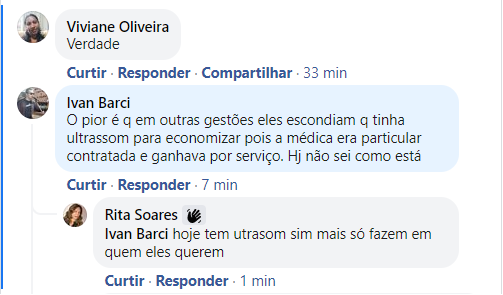 Viviane Oliveira
Verdade
Curtir · Responder · Compartilhar · 33 min
Ivan Barci
O pior é q em outras gestões eles escondiam q tinha
ultrassom para economizar pois a médica era particular
contratada e ganhava por serviço. Hj não sei como está
Curtir · Responder · 7 min
Rita Soares
Ivan Barci hoje tem utrasom sim mais só fazem em
quem eles querem
Curtir · Responder · 1 min